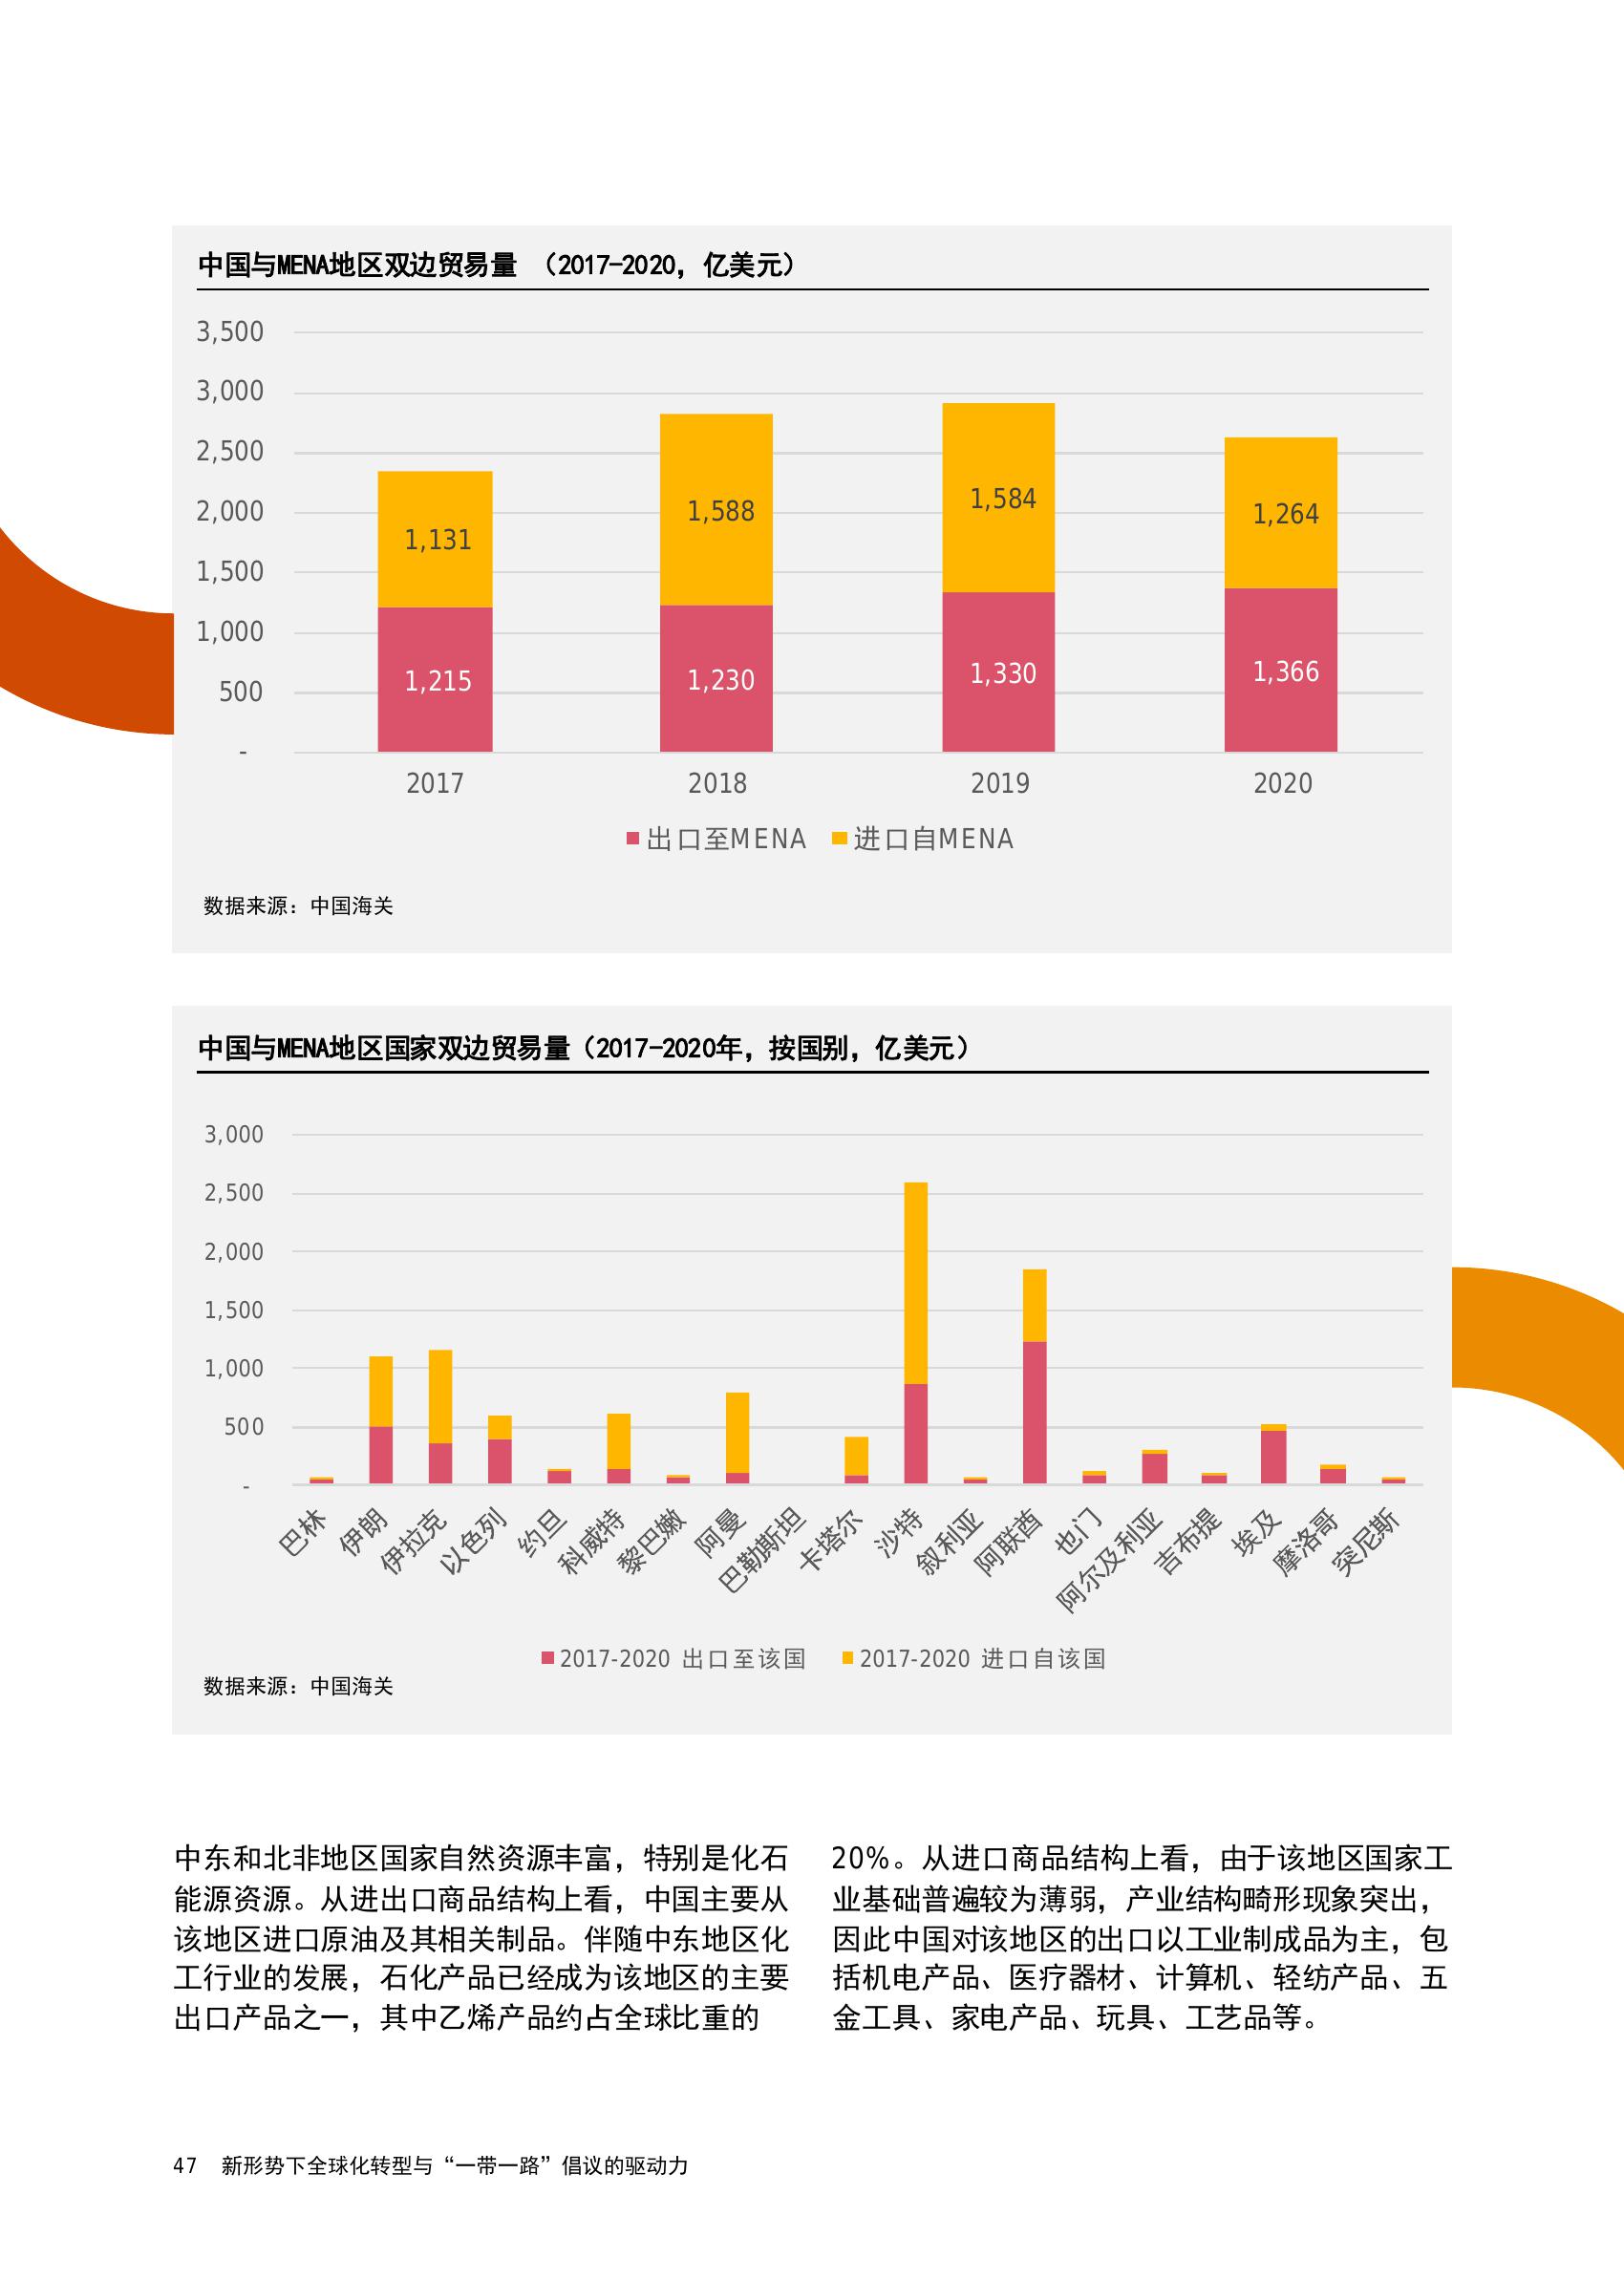 中国与MENA地区双边贸易量 （2017-2020，亿美元）
3,500
3,000
2,500
2,000
1,500
1,000
500
-
1,131
1,588
1,584
1,264
1,215
1,230
1,330
1,366
2017
2018
2019
2020
出口至MENA 进口自MENA
数据来源：中国海关
中国与MENA地区国家双边贸易量（2017-2020年，按国别，亿美元）
3,000
2,500
2,000
1,500
1,000
500
-
巴林
伊朗
伊拉克
以色列
约旦
科威特
黎巴嫩
阿曼
巴勒斯坦
卡塔尔
沙特
叙利亚
阿联酋
也门
阿尔及利亚
吉布提
埃及
摩洛哥
突尼斯
2017-2020 出口至该国 2017-2020 进口自该国
数据来源：中国海关
中东和北非地区国家自然资源丰富，特别是化石
能源资源。从进出口商品结构上看，中国主要从
该地区进口原油及其相关制品。伴随中东地区化
工行业的发展，石化产品已经成为该地区的主要
出口产品之一，其中乙烯产品约占全球比重的
20%。从进口商品结构上看，由于该地区国家工
业基础普遍较为薄弱，产业结构畸形现象突出，
因此中国对该地区的出口以工业制成品为主，包
括机电产品、医疗器材、计算机、轻纺产品、五
金工具、家电产品、玩具、工艺品等。
47 新形势下全球化转型与“一带一路”倡议的驱动力